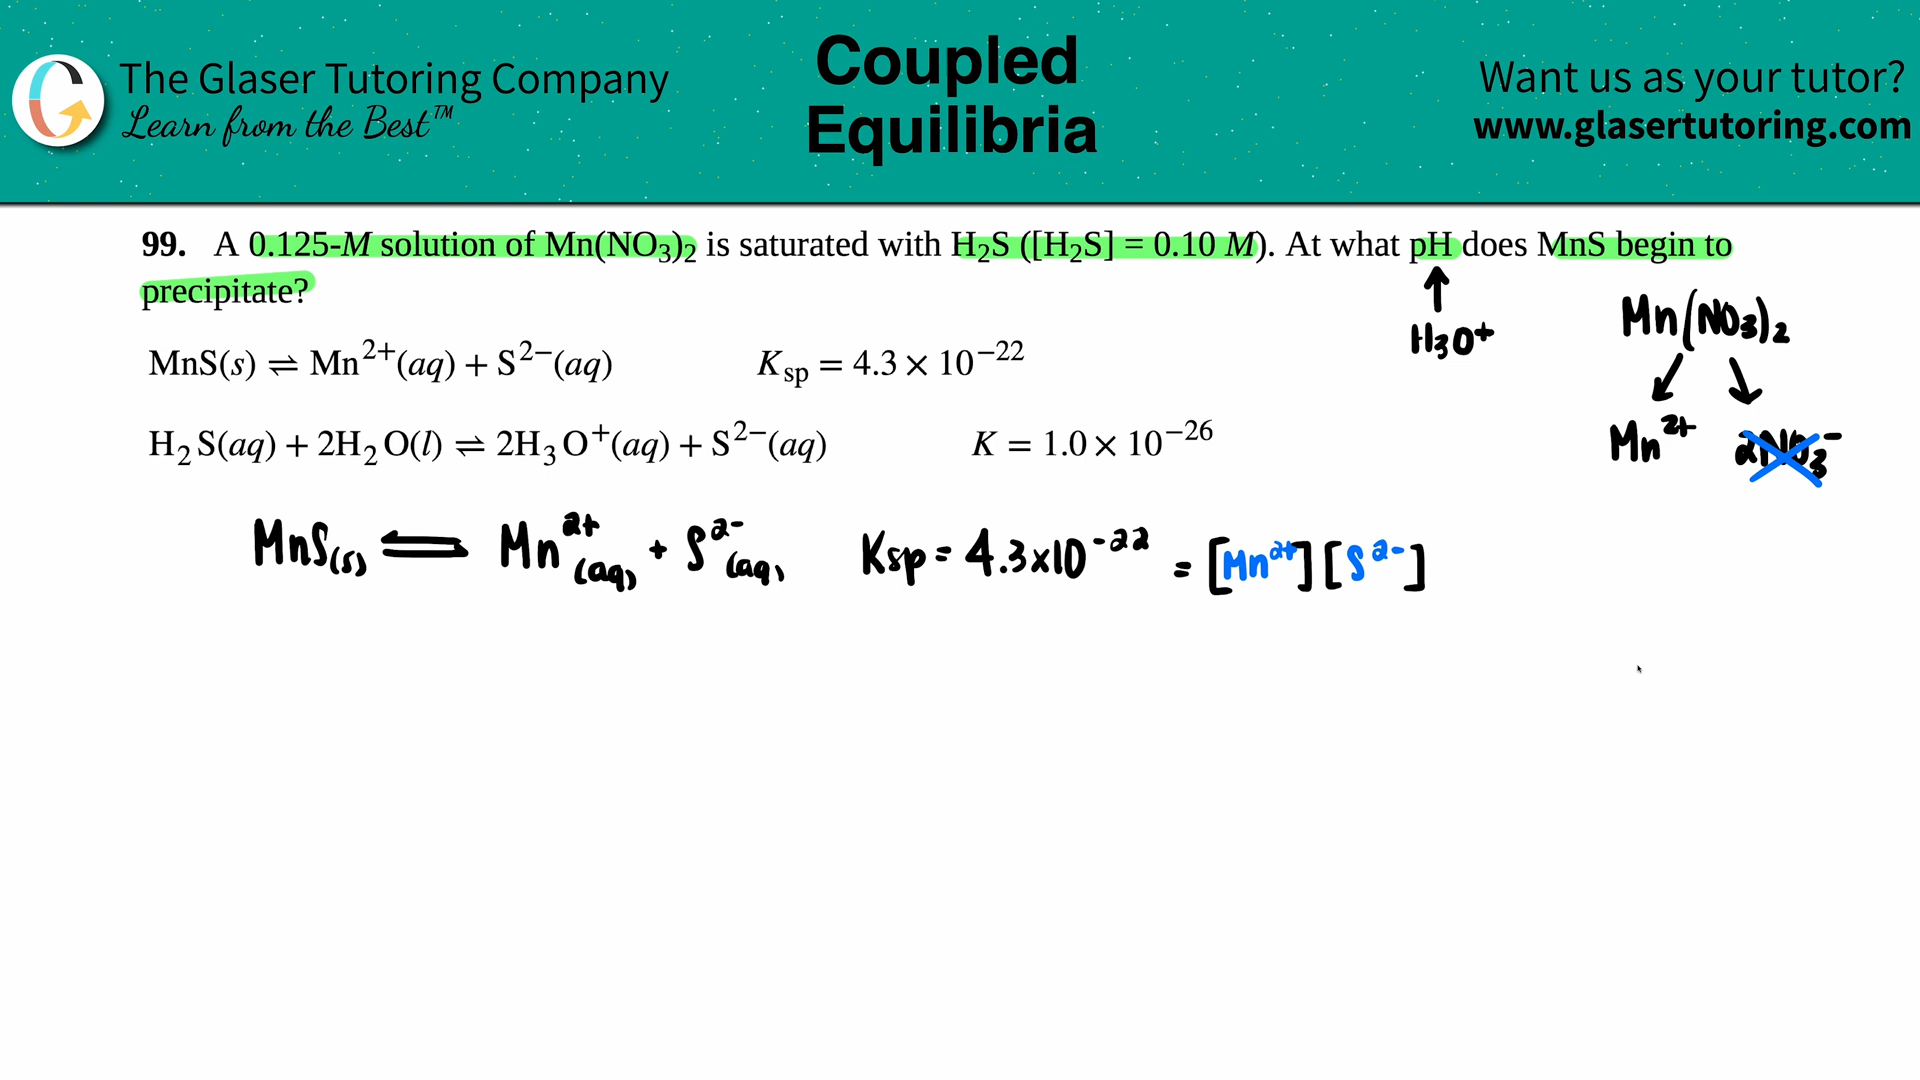 The Glaser Tutoring Company
Learn from the Best™
Coupled
Equilibria
Want us as your tutor?
www.glasertutoring.com
99. A 0.125-M solution of Mn(NO₃)₂ is saturated with H₂S ([H₂S] = 0.10 M). At what pH does MnS begin to
precipitate?
H₃O⁺
Mn(NO₃)₂
Mn²⁺ 2NO₃⁻
MnS(s) ⇌ Mn²⁺(aq) + S²⁻(aq) Kₛₚ = 4.3 × 10⁻²²
H₂S(aq) + 2H₂O(l) ⇌ 2H₃O⁺(aq) + S²⁻(aq) K = 1.0 × 10⁻²⁶
MnS(s) ⇌ Mn²⁺(aq) + S²⁻(aq) Ksp = 4.3x10⁻²² = [Mn²⁺][S²⁻]